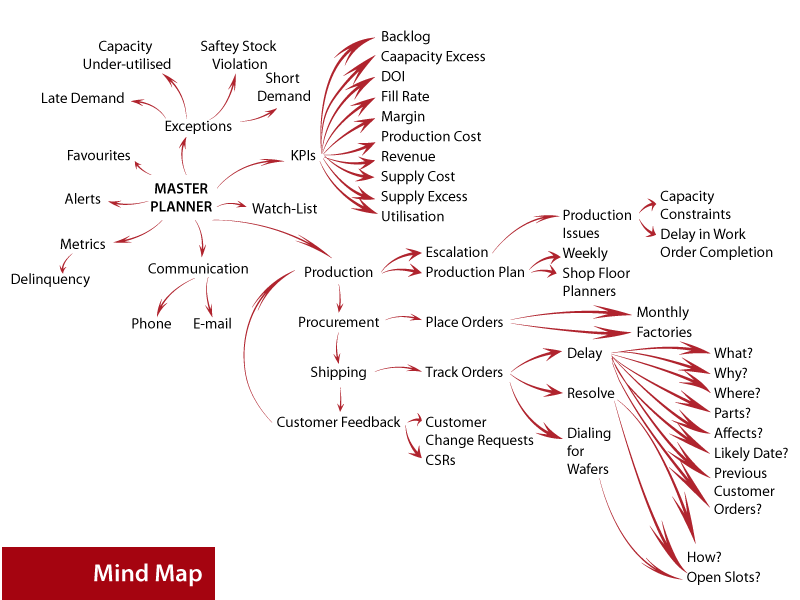 Capacity
Under-utilised
Saftey Stock
Violation
Short
Demand
Late Demand
Exceptions
Favourites
Alerts
MASTER
PLANNER
Watch-List
Metrics
Delinquency
Communication
Phone
E-mail
KPIs
Backlog
Caapacity Excess
DOI
Fill Rate
Margin
Production Cost
Revenue
Supply Cost
Supply Excess
Utilisation
Production
Escalation
Production Plan
Production
Issues
Capacity
Constraints
Delay in Work
Order Completion
Weekly
Shop Floor
Planners
Procurement
Place Orders
Monthly
Factories
Shipping
Track Orders
Delay
Resolve
Dialing
for
Wafers
What?
Why?
Where?
Parts?
Affects?
Likely Date?
Previous
Customer
Orders?
How?
Open Slots?
Customer Feedback
Customer
Change Requests
CSRs
Mind Map